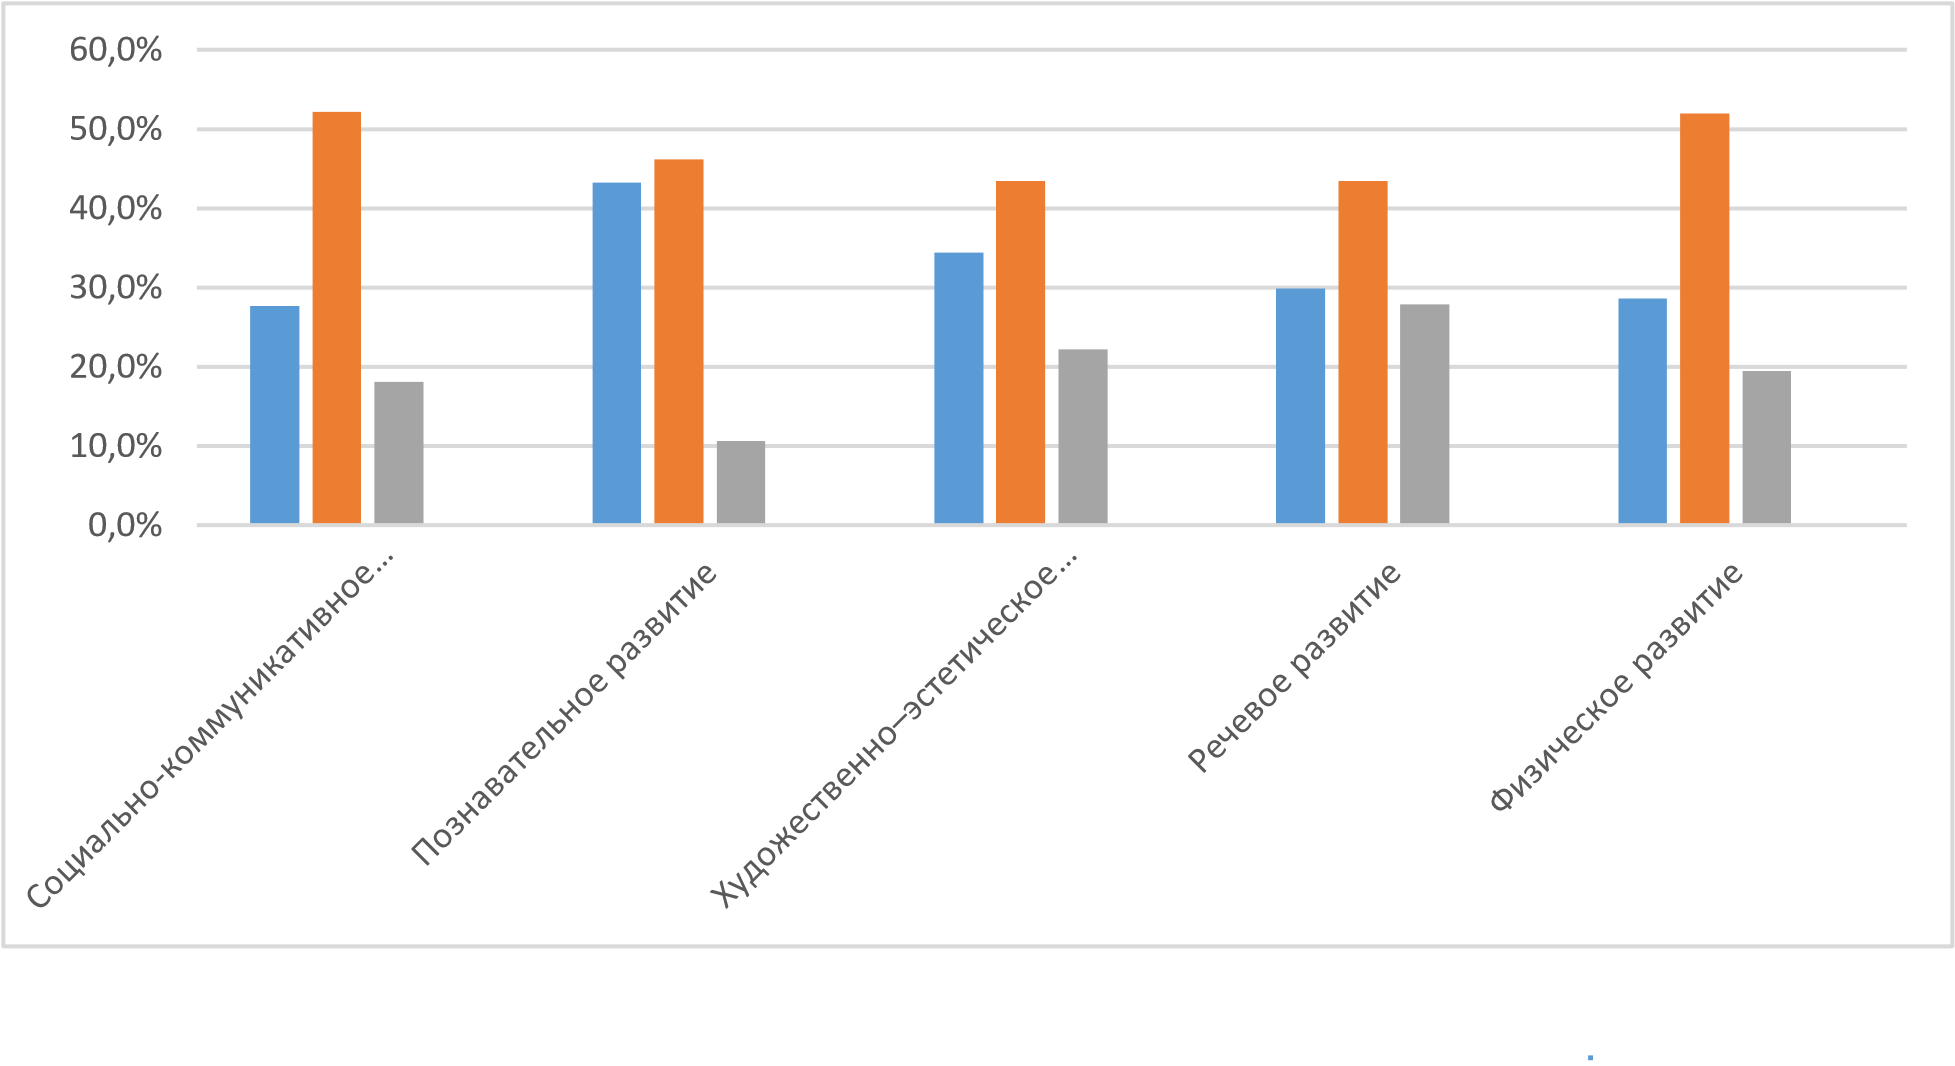 60,0%
50,0%
40,0%
30,0%
20,0%
10,0%
0,0%
Социально-коммуникативное…
Познавательное развитие
Художественно–эстетическое…
Речевое развитие
Физическое развитие